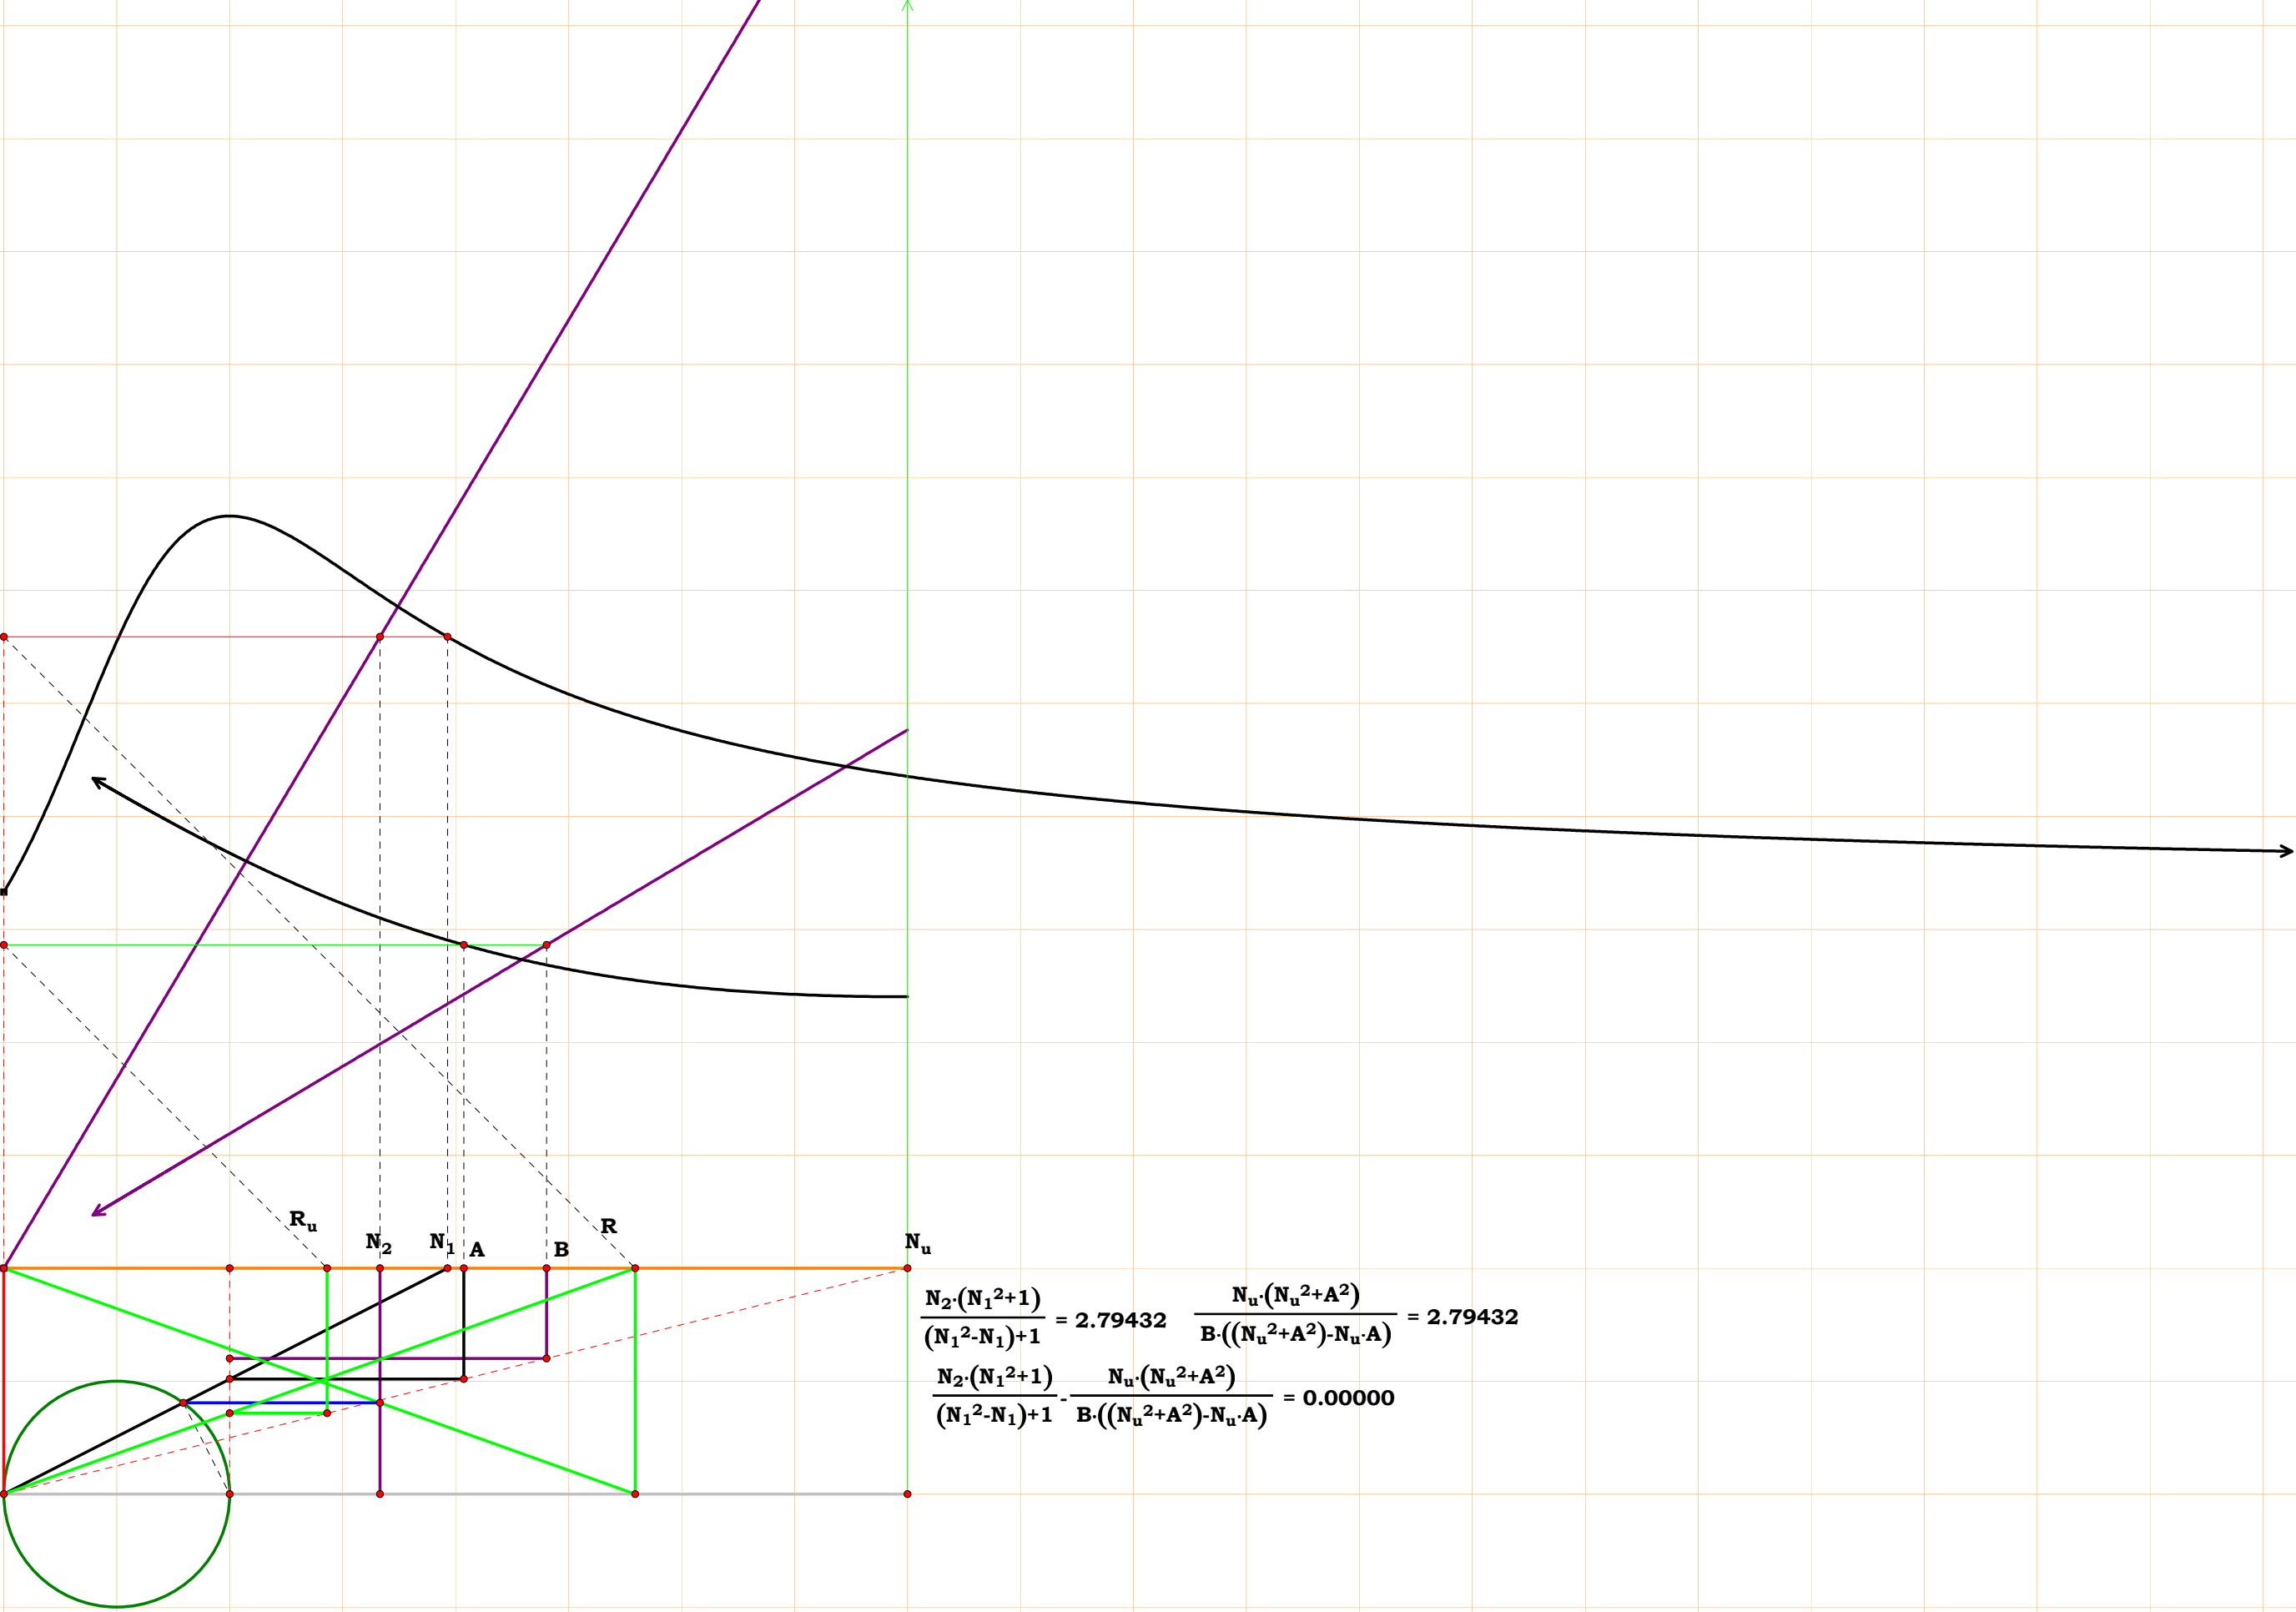 Rᵤ N₂ N₁ A B R Nᵤ
N₂·(N₁²+1) / (N₁²-N₁)+1 = 2.79432
Nᵤ·(Nᵤ²+A²) / B·((Nᵤ²+A²)-Nᵤ·A) = 2.79432
N₂·(N₁²+1) / (N₁²-N₁)+1 - Nᵤ·(Nᵤ²+A²) / B·((Nᵤ²+A²)-Nᵤ·A) = 0.00000